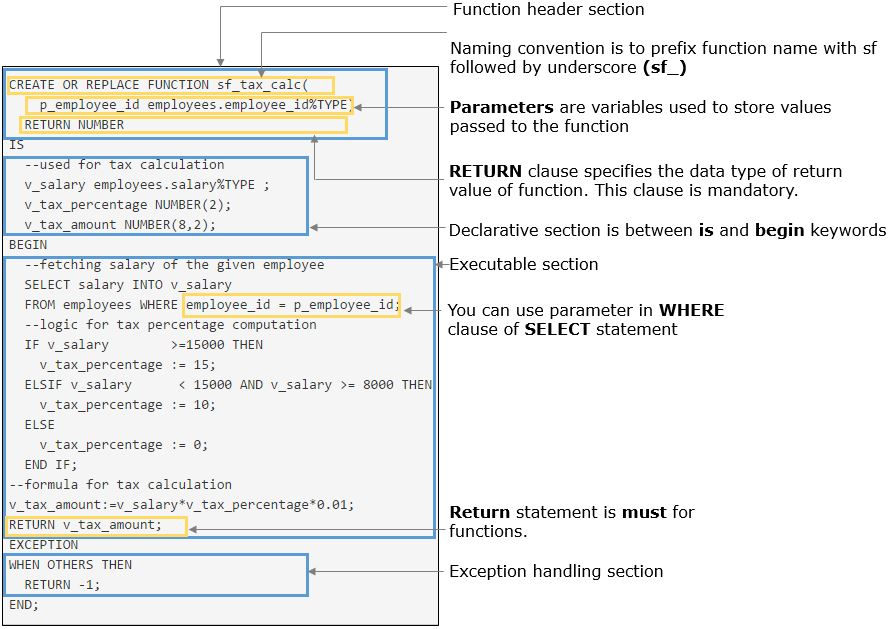 Function header section
Naming convention is to prefix function name with sf
followed by underscore (sf_)
CREATE OR REPLACE FUNCTION sf_tax_calc(
p_employee_id employees.employee_id%TYPE)
RETURN NUMBER
Parameters are variables used to store values
passed to the function
IS
--used for tax calculation
v_salary employees.salary%TYPE ;
v_tax_percentage NUMBER(2);
v_tax_amount NUMBER(8,2);
RETURN clause specifies the data type of return
value of function. This clause is mandatory.
Declarative section is between is and begin keywords
BEGIN
--fetching salary of the given employee
SELECT salary INTO v_salary
FROM employees WHERE employee_id = p_employee_id;
--logic for tax percentage computation
IF v_salary >=15000 THEN
v_tax_percentage := 15;
ELSIF v_salary < 15000 AND v_salary >= 8000 THEN
v_tax_percentage := 10;
ELSE
v_tax_percentage := 0;
END IF;
--formula for tax calculation
v_tax_amount:=v_salary*v_tax_percentage*0.01;
RETURN v_tax_amount;
Executable section
You can use parameter in WHERE
clause of SELECT statement
Return statement is must for
functions.
EXCEPTION
WHEN OTHERS THEN
RETURN -1;
END;
Exception handling section